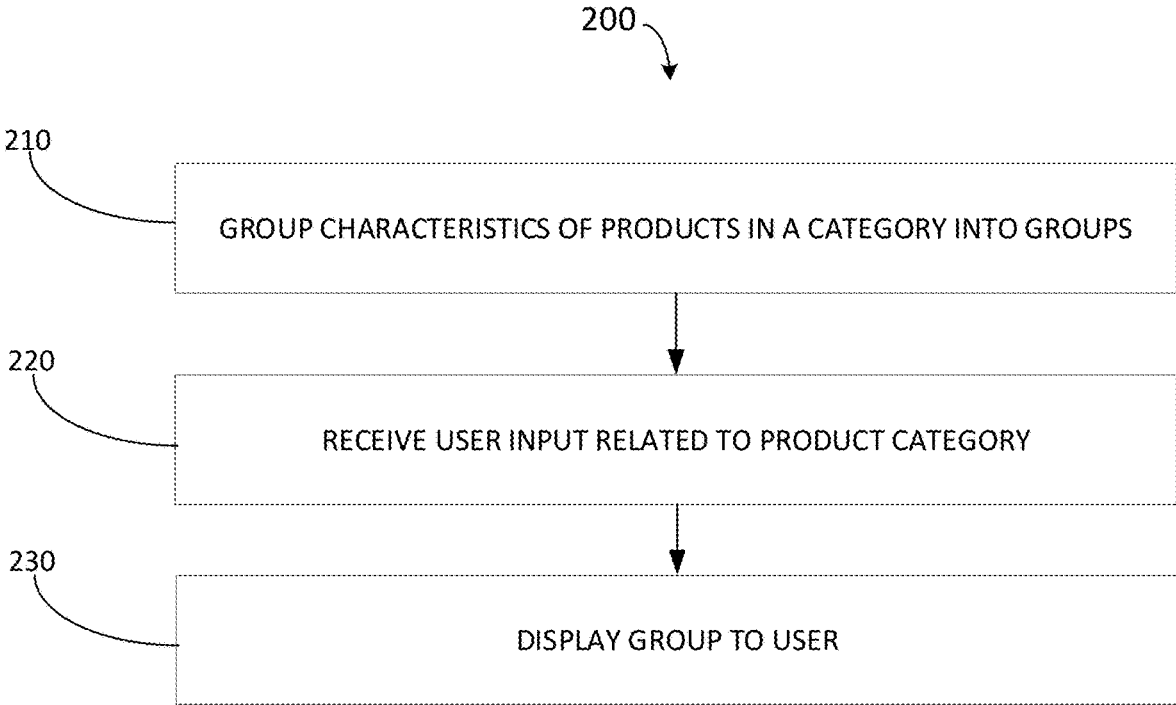 200
210
GROUP CHARACTERISTICS OF PRODUCTS IN A CATEGORY INTO GROUPS
220
RECEIVE USER INPUT RELATED TO PRODUCT CATEGORY
230
DISPLAY GROUP TO USER